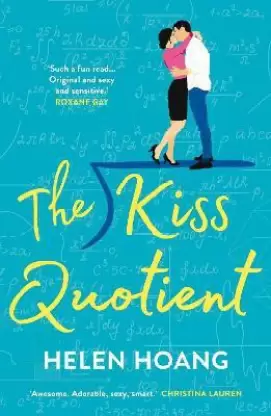 'Such a fun read...
Original and sexy
and sensitive.'
ROXANE GAY
The Kiss
Quotient
HELEN HOANG
'Awesome. Adorable, sexy, smart.' CHRISTINA LAUREN